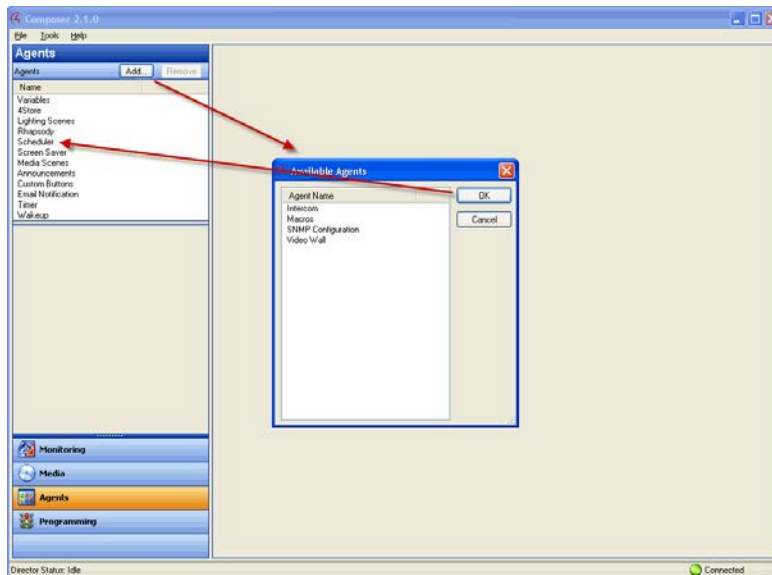 Composer 2.1.0
File Tools Help
Agents
Agents Add... Remove
Name
Variables
4Store
Lighting Scenes
Rhapsody
Scheduler
Screen Saver
Media Scenes
Announcements
Custom Buttons
Email Notification
Timer
Wakeup
Available Agents
Agent Name
OK
Intercom
Macros
Cancel
SNMP Configuration
Video Wall
Monitoring
Media
Agents
Programming
Director Status: Idle
Connected